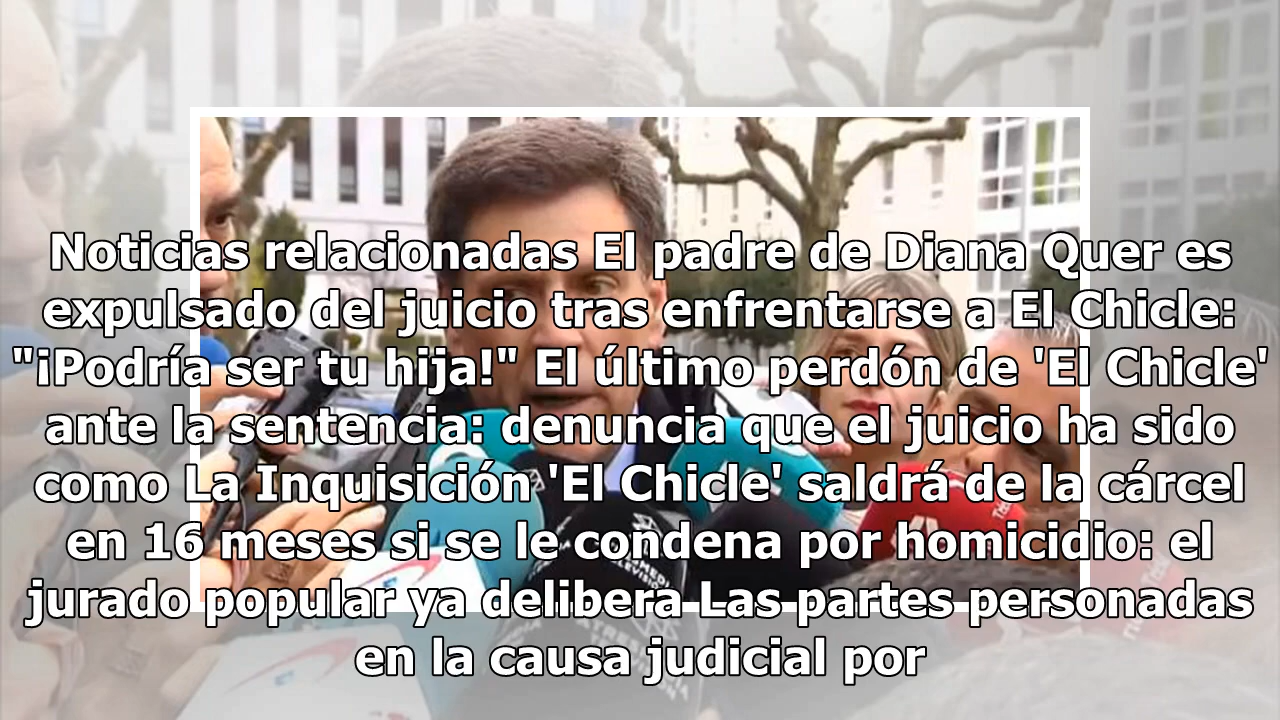 Noticias relacionadas El padre de Diana Quer es
expulsado del juicio tras enfrentarse a El Chicle:
"¡Podría ser tu hija!" El último perdón de 'El Chicle'
ante la sentencia: denuncia que el juicio ha sido
como La Inquisición 'El Chicle' saldrá de la cárcel
en 16 meses si se le condena por homicidio: el
jurado popular ya delibera Las partes personadas
en la causa judicial por